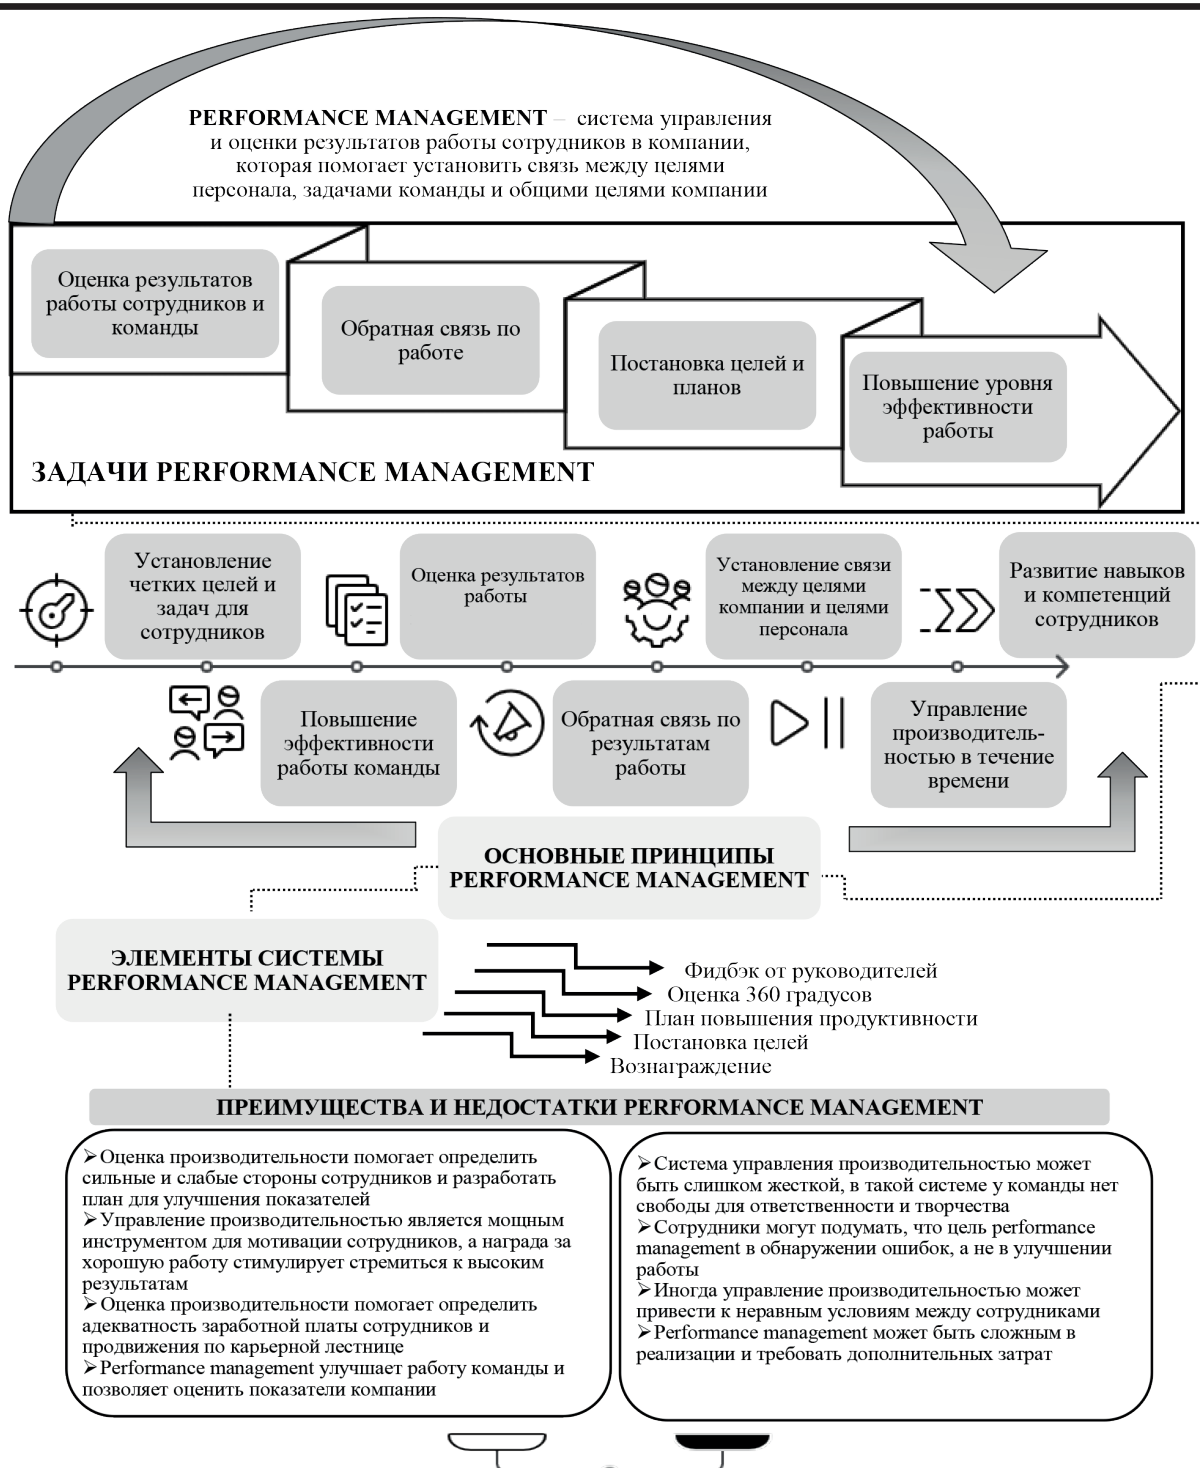 PERFORMANCE MANAGEMENT – система управления
и оценки результатов работы сотрудников в компании,
которая помогает установить связь между целями
персонала, задачами команды и общими целями компании
Оценка результатов
работы сотрудников и
команды
Обратная связь по
работе
Постановка целей и
планов
Повышение уровня
эффективности
работы
ЗАДАЧИ PERFORMANCE MANAGEMENT
Установление
четких целей и
задач для
сотрудников
Оценка результатов
работы
Установление связи
между целями
компании и целями
персонала
Развитие навыков
и компетенций
сотрудников
Повышение
эффективности
работы команды
Обратная связь по
результатам
работы
Управление
производитель-
ностью в течение
времени
ОСНОВНЫЕ ПРИНЦИПЫ
PERFORMANCE MANAGEMENT
ЭЛЕМЕНТЫ СИСТЕМЫ
PERFORMANCE MANAGEMENT
Фидбэк от руководителей
Оценка 360 градусов
План повышения продуктивности
Постановка целей
Вознаграждение
ПРЕИМУЩЕСТВА И НЕДОСТАТКИ PERFORMANCE MANAGEMENT
➢Оценка производительности помогает определить
сильные и слабые стороны сотрудников и разработать
план для улучшения показателей
➢Управление производительностью является мощным
инструментом для мотивации сотрудников, а награда за
хорошую работу стимулирует стремиться к высоким
результатам
➢Оценка производительности помогает определить
адекватность заработной платы сотрудников и
продвижения по карьерной лестнице
➢Performance management улучшает работу команды и
позволяет оценить показатели компании
➢Система управления производительностью может
быть слишком жесткой, в такой системе у команды нет
свободы для ответственности и творчества
➢Сотрудники могут подумать, что цель performance
management в обнаружении ошибок, а не в улучшении
работы
➢Иногда управление производительностью может
привести к неравным условиям между сотрудниками
➢Performance management может быть сложным в
реализации и требовать дополнительных затрат